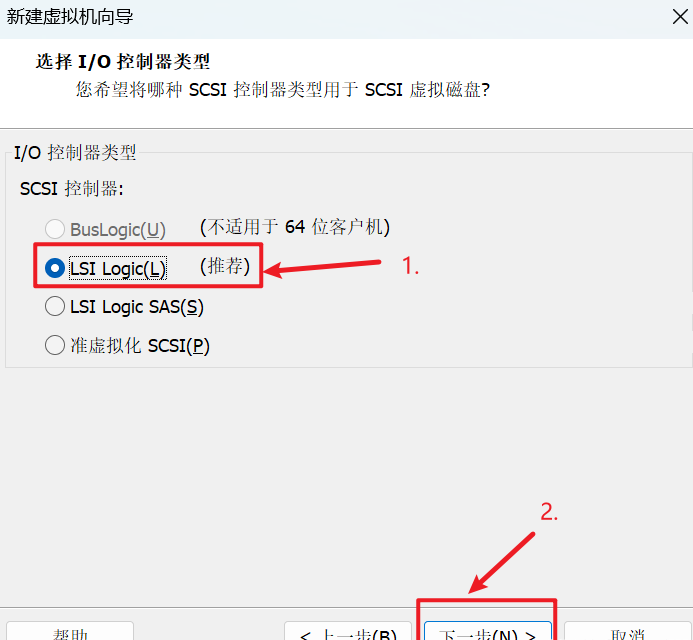 新建虚拟机向导
选择 I/O 控制器类型
您希望将哪种 SCSI 控制器类型用于 SCSI 虚拟磁盘?
I/O 控制器类型
SCSI 控制器:
BusLogic(U) (不适用于 64 位客户机)
LSI Logic(L) (推荐) 1.
LSI Logic SAS(S)
准虚拟化 SCSI(P)
2.
帮助 < 上一步(B) 下一步(N) > 取消